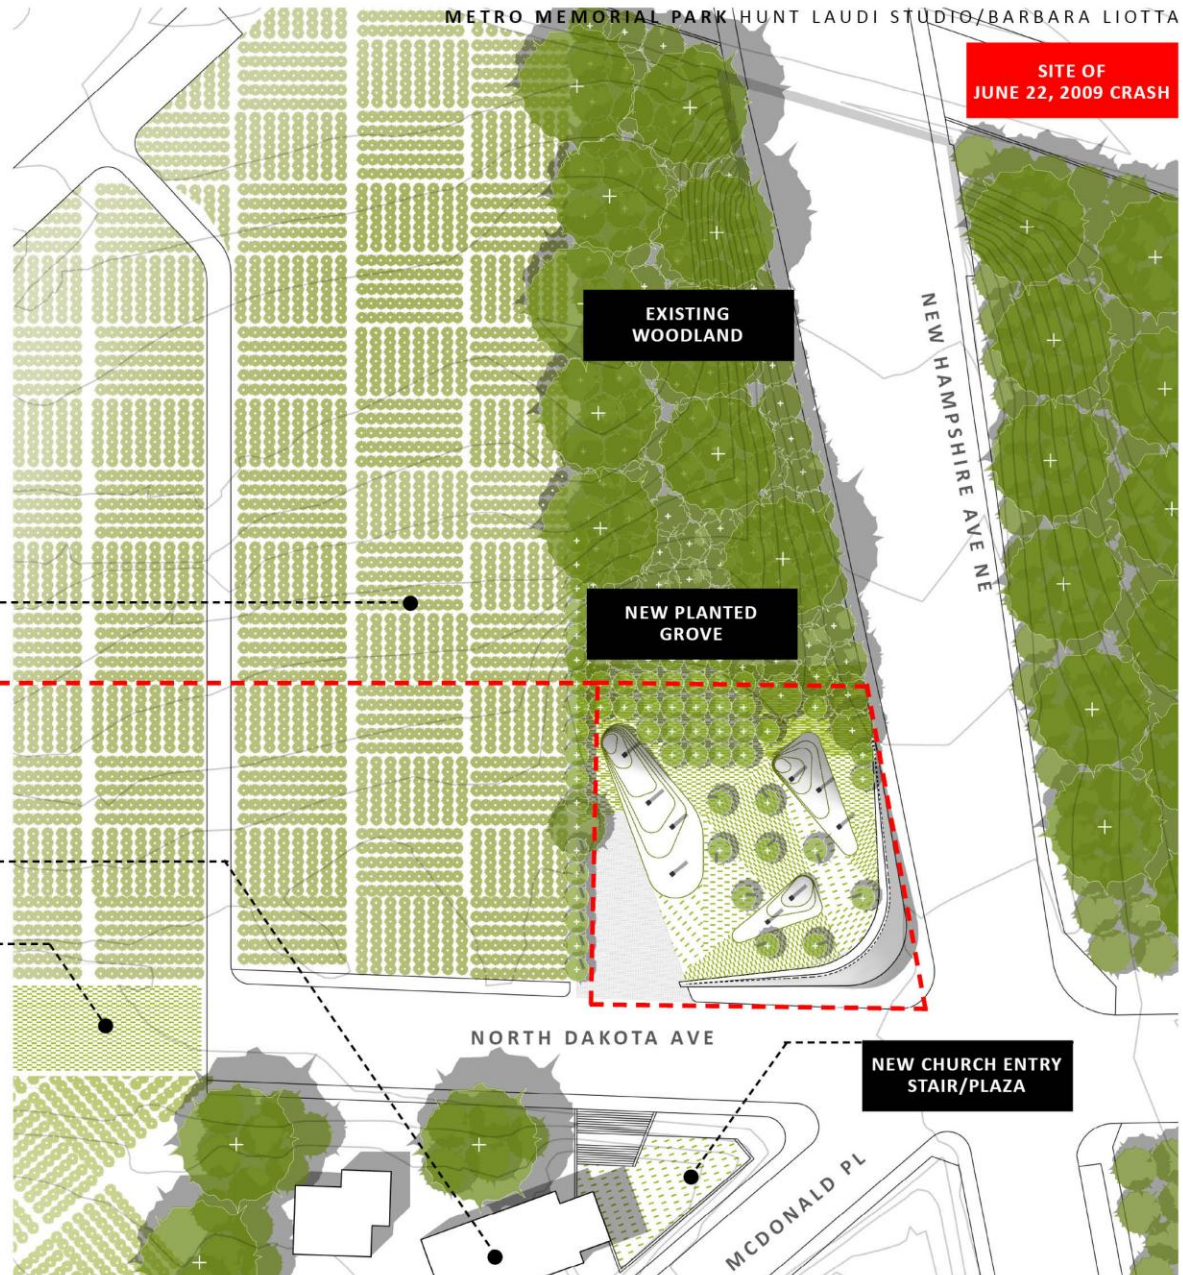 METRO MEMORIAL PARK HUNT LAUDI STUDIO/BARBARA LIOTTA
SITE OF
JUNE 22, 2009 CRASH
EXISTING
WOODLAND
NEW HAMPSHIRE AVE NE
NEW PLANTED
GROVE
NORTH DAKOTA AVE
NEW CHURCH ENTRY
STAIR/PLAZA
MCDONALD PL